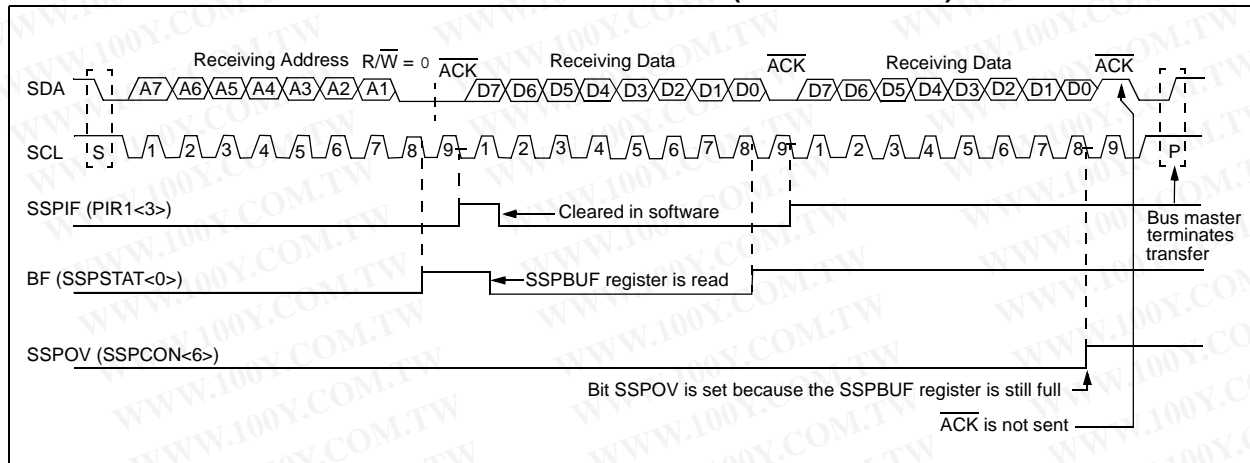 Receiving Address R/W = 0 ACK Receiving Data ACK Receiving Data ACK
SDA A7 A6 A5 A4 A3 A2 A1 D7 D6 D5 D4 D3 D2 D1 D0 D7 D6 D5 D4 D3 D2 D1 D0
SCL S 1 2 3 4 5 6 7 8 9 1 2 3 4 5 6 7 8 9 1 2 3 4 5 6 7 8 9 P
SSPIF (PIR1<3>)
Cleared in software
Bus master
terminates
transfer
BF (SSPSTAT<0>)
SSPBUF register is read
SSPOV (SSPCON<6>)
Bit SSPOV is set because the SSPBUF register is still full
ACK is not sent
WWW.100Y.COM.TW